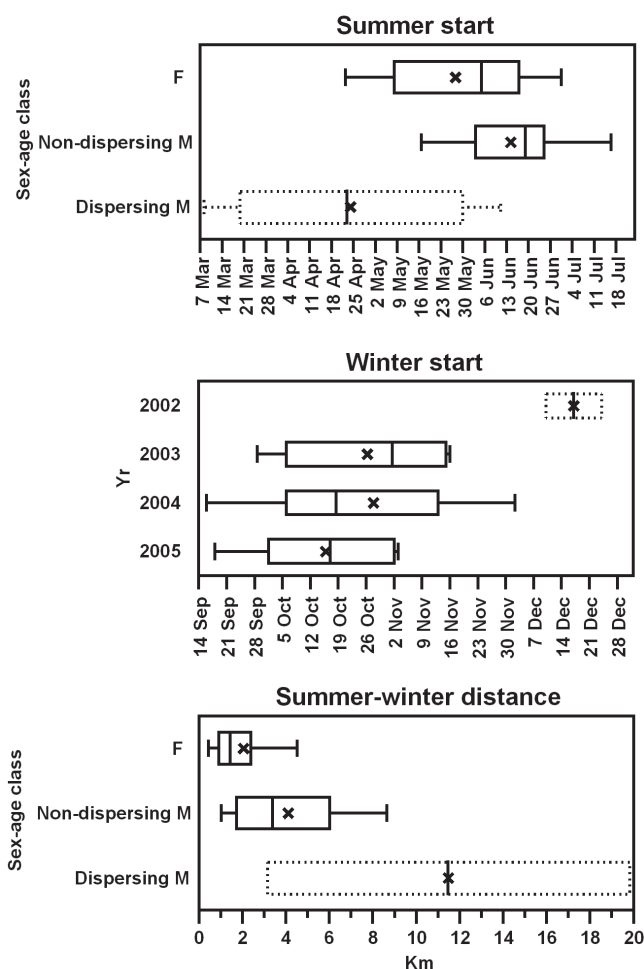 Summer start
Sex-age class
F
Non-dispersing M
Dispersing M
7 Mar
14 Mar
21 Mar
28 Mar
4 Apr
11 Apr
18 Apr
25 Apr
2 May
9 May
16 May
23 May
30 May
6 Jun
13 Jun
20 Jun
27 Jun
4 Jul
11 Jul
18 Jul
Winter start
Yr
2002
2003
2004
2005
14 Sep
21 Sep
28 Sep
5 Oct
12 Oct
19 Oct
26 Oct
2 Nov
9 Nov
16 Nov
23 Nov
30 Nov
7 Dec
14 Dec
21 Dec
28 Dec
Summer-winter distance
Sex-age class
F
Non-dispersing M
Dispersing M
0 2 4 6 8 10 12 14 16 18 20
Km